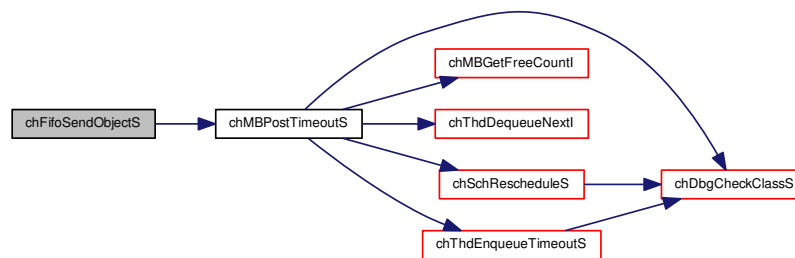 chFifoSendObjectS
chMBPostTimeoutS
chMBGetFreeCountI
chThdDequeueNextI
chSchRescheduleS
chThdEnqueueTimeoutS
chDbgCheckClassS